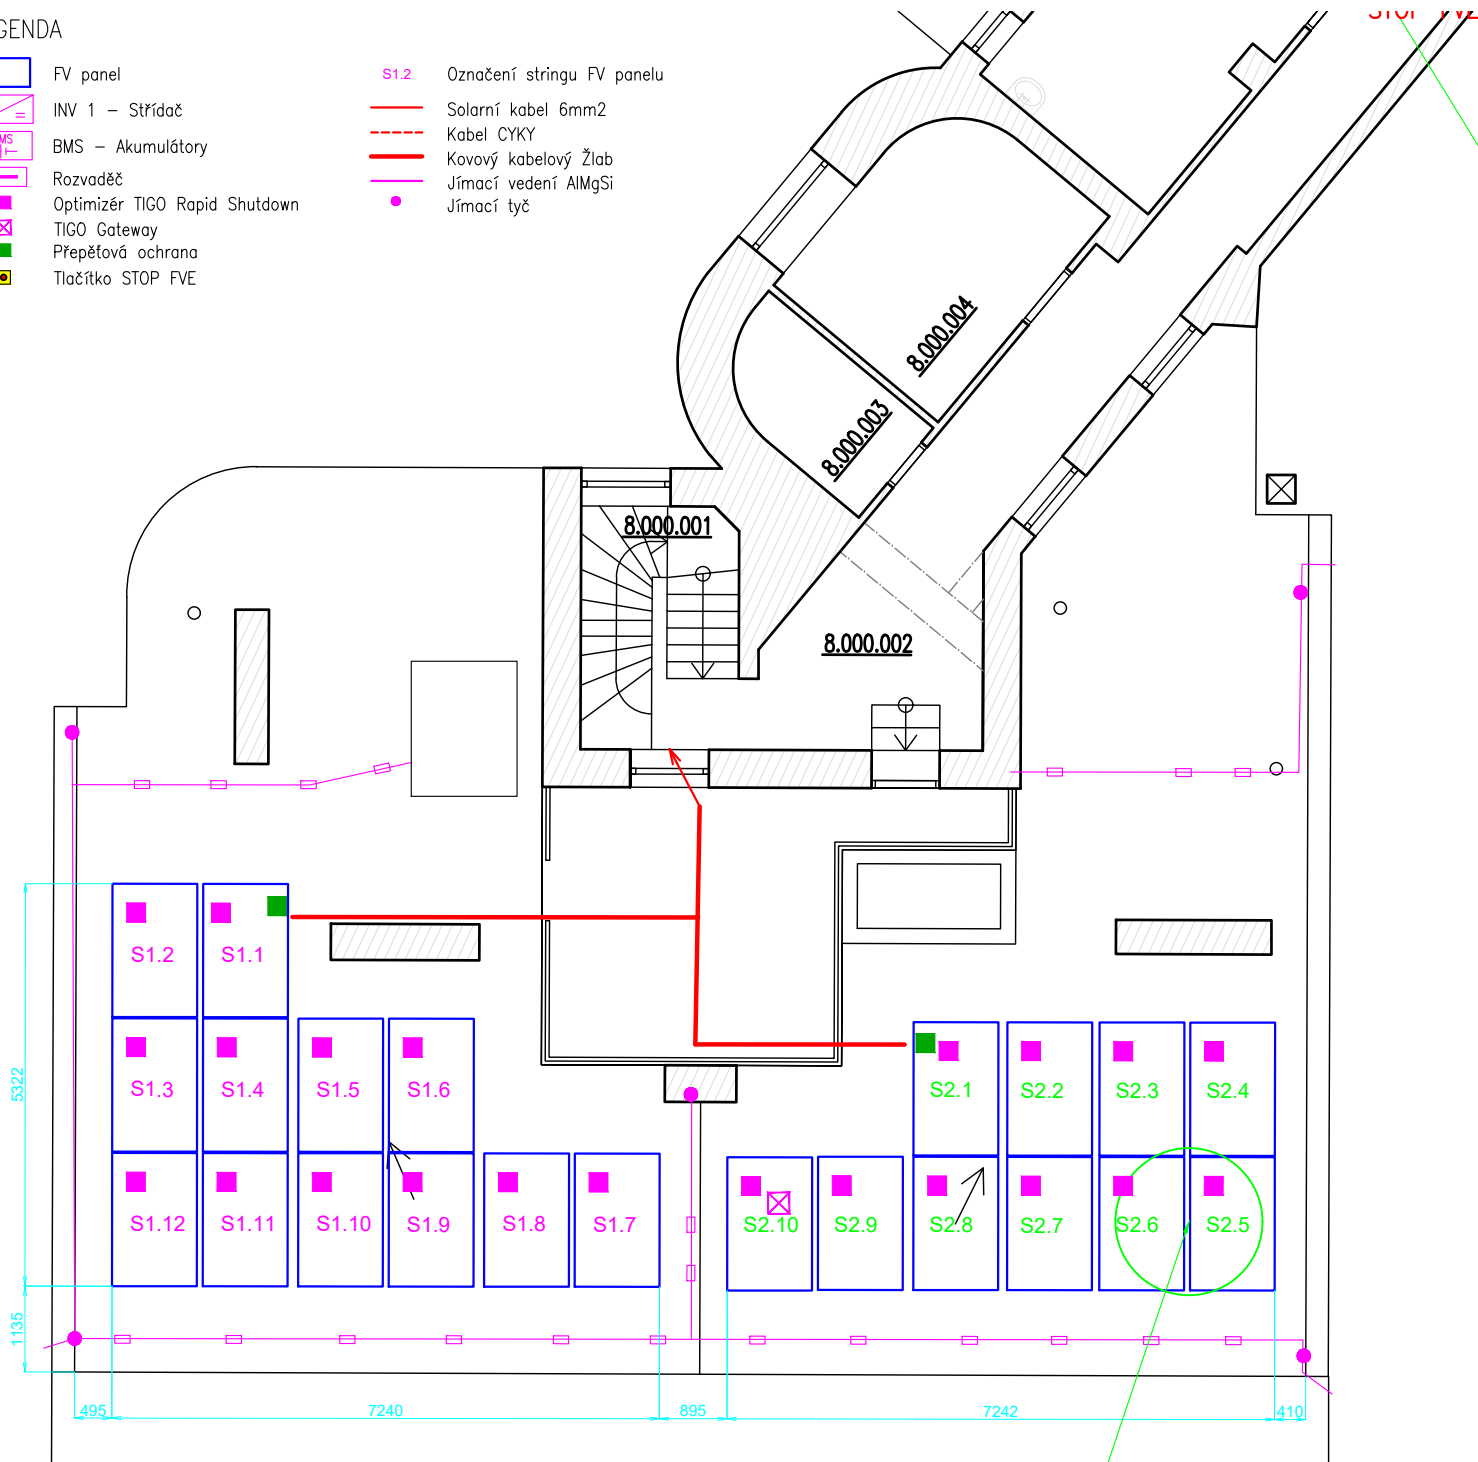 GENDA
FV panel
INV 1 – Střídač
MS
BMS – Akumulátory
Rozvaděč
Optimizér TIGO Rapid Shutdown
TIGO Gateway
Přepěťová ochrana
Tlačítko STOP FVE
S1.2 Označení stringu FV panelu
Solarní kabel 6mm2
Kabel CYKY
Kovový kabelový Žlab
Jímací vedení AlMgSi
Jímací tyč
STOP FVE
8.000.004
8.000.003
8.000.001
8.000.002
S1.2 S1.1
S1.3 S1.4 S1.5 S1.6
S2.1 S2.2 S2.3 S2.4
S1.12 S1.11 S1.10 S1.9 S1.8 S1.7
S2.10 S2.9 S2.8 S2.7 S2.6 S2.5
5322
1135
495 7240 895 7242 410